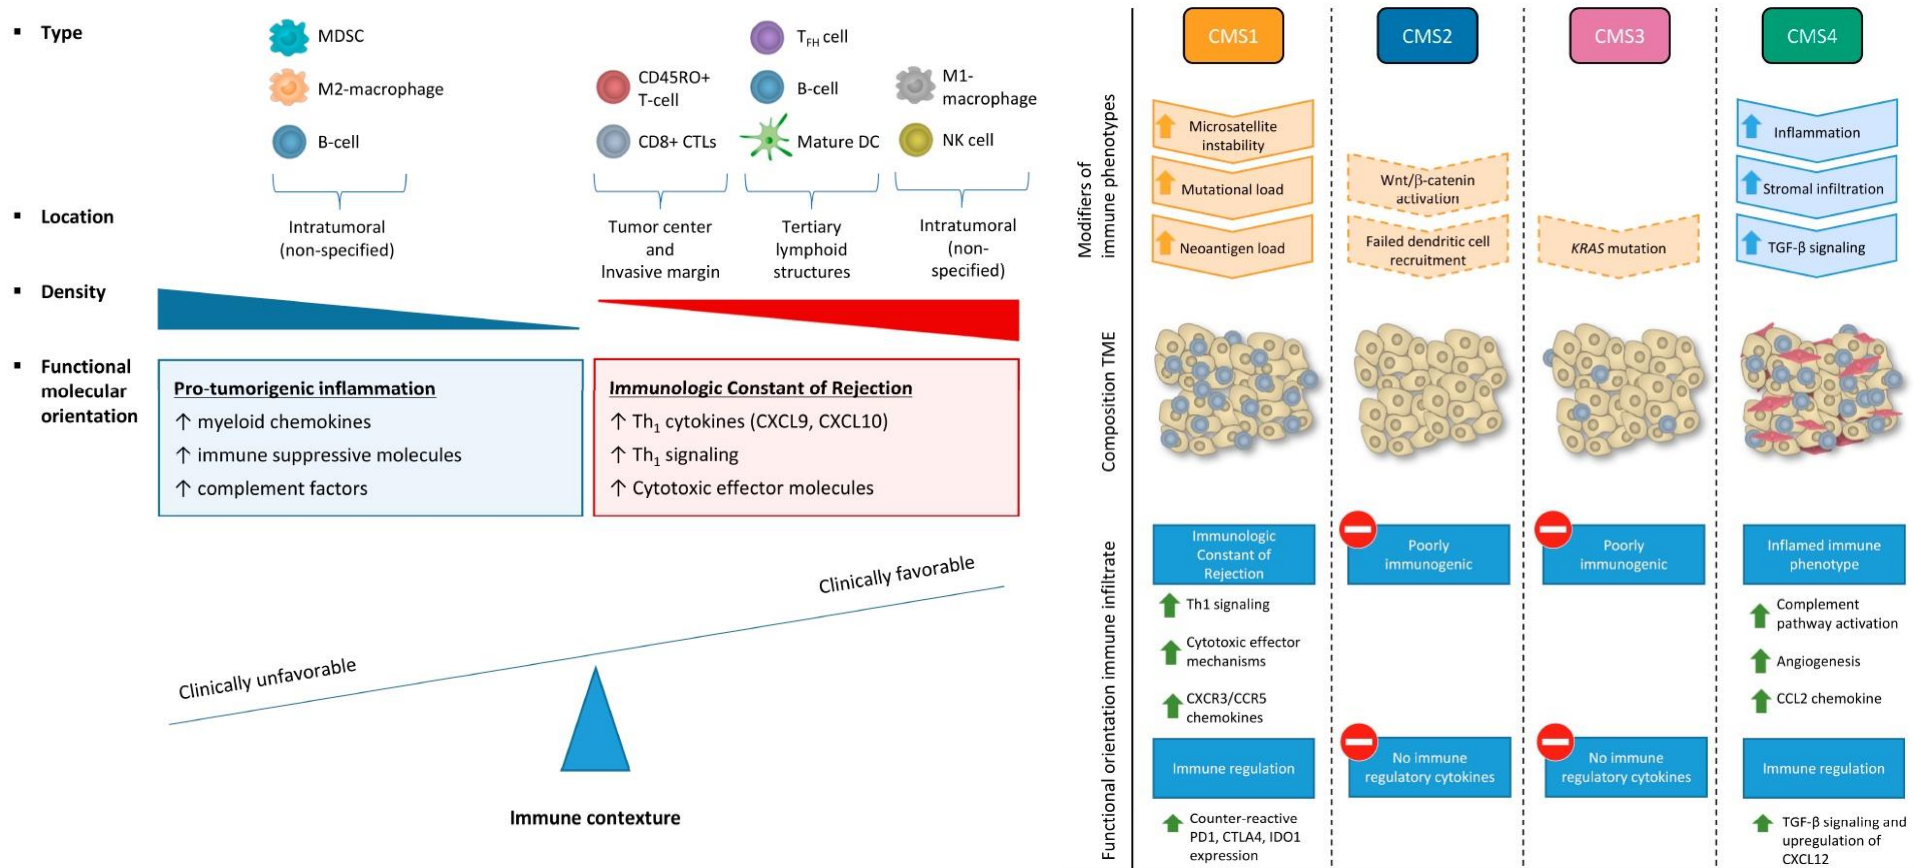 Type
MDSC
M2-macrophage
B-cell
CD45RO+
T-cell
CD8+ CTLs
TFH cell
B-cell
Mature DC
M1-
macrophage
NK cell
Location
Intratumoral
(non-specified)
Tumor center
and
Invasive margin
Tertiary
lymphoid
structures
Intratumoral
(non-
specified)
Density
Functional
molecular
orientation
Pro-tumorigenic inflammation
↑ myeloid chemokines
↑ immune suppressive molecules
↑ complement factors
Immunologic Constant of Rejection
↑ Th1 cytokines (CXCL9, CXCL10)
↑ Th1 signaling
↑ Cytotoxic effector molecules
Clinically unfavorable
Clinically favorable
Immune contexture
CMS1
CMS2
CMS3
CMS4
Modifiers of
immune phenotypes
Microsatellite
instability
Mutational load
Neoantigen load
Wnt/β-catenin
activation
Failed dendritic cell
recruitment
KRAS mutation
Inflammation
Stromal infiltration
TGF-β signaling
Composition TME
Functional orientation immune infiltrate
Immunologic
Constant of
Rejection
Poorly
immunogenic
Poorly
immunogenic
Inflamed immune
phenotype
Th1 signaling
Cytotoxic effector
mechanisms
CXCR3/CCR5
chemokines
Complement
pathway activation
Angiogenesis
CCL2 chemokine
Immune regulation
No immune
regulatory cytokines
No immune
regulatory cytokines
Immune regulation
Counter-reactive
PD1, CTLA4, IDO1
expression
TGF-β signaling and
upregulation of
CXCL12